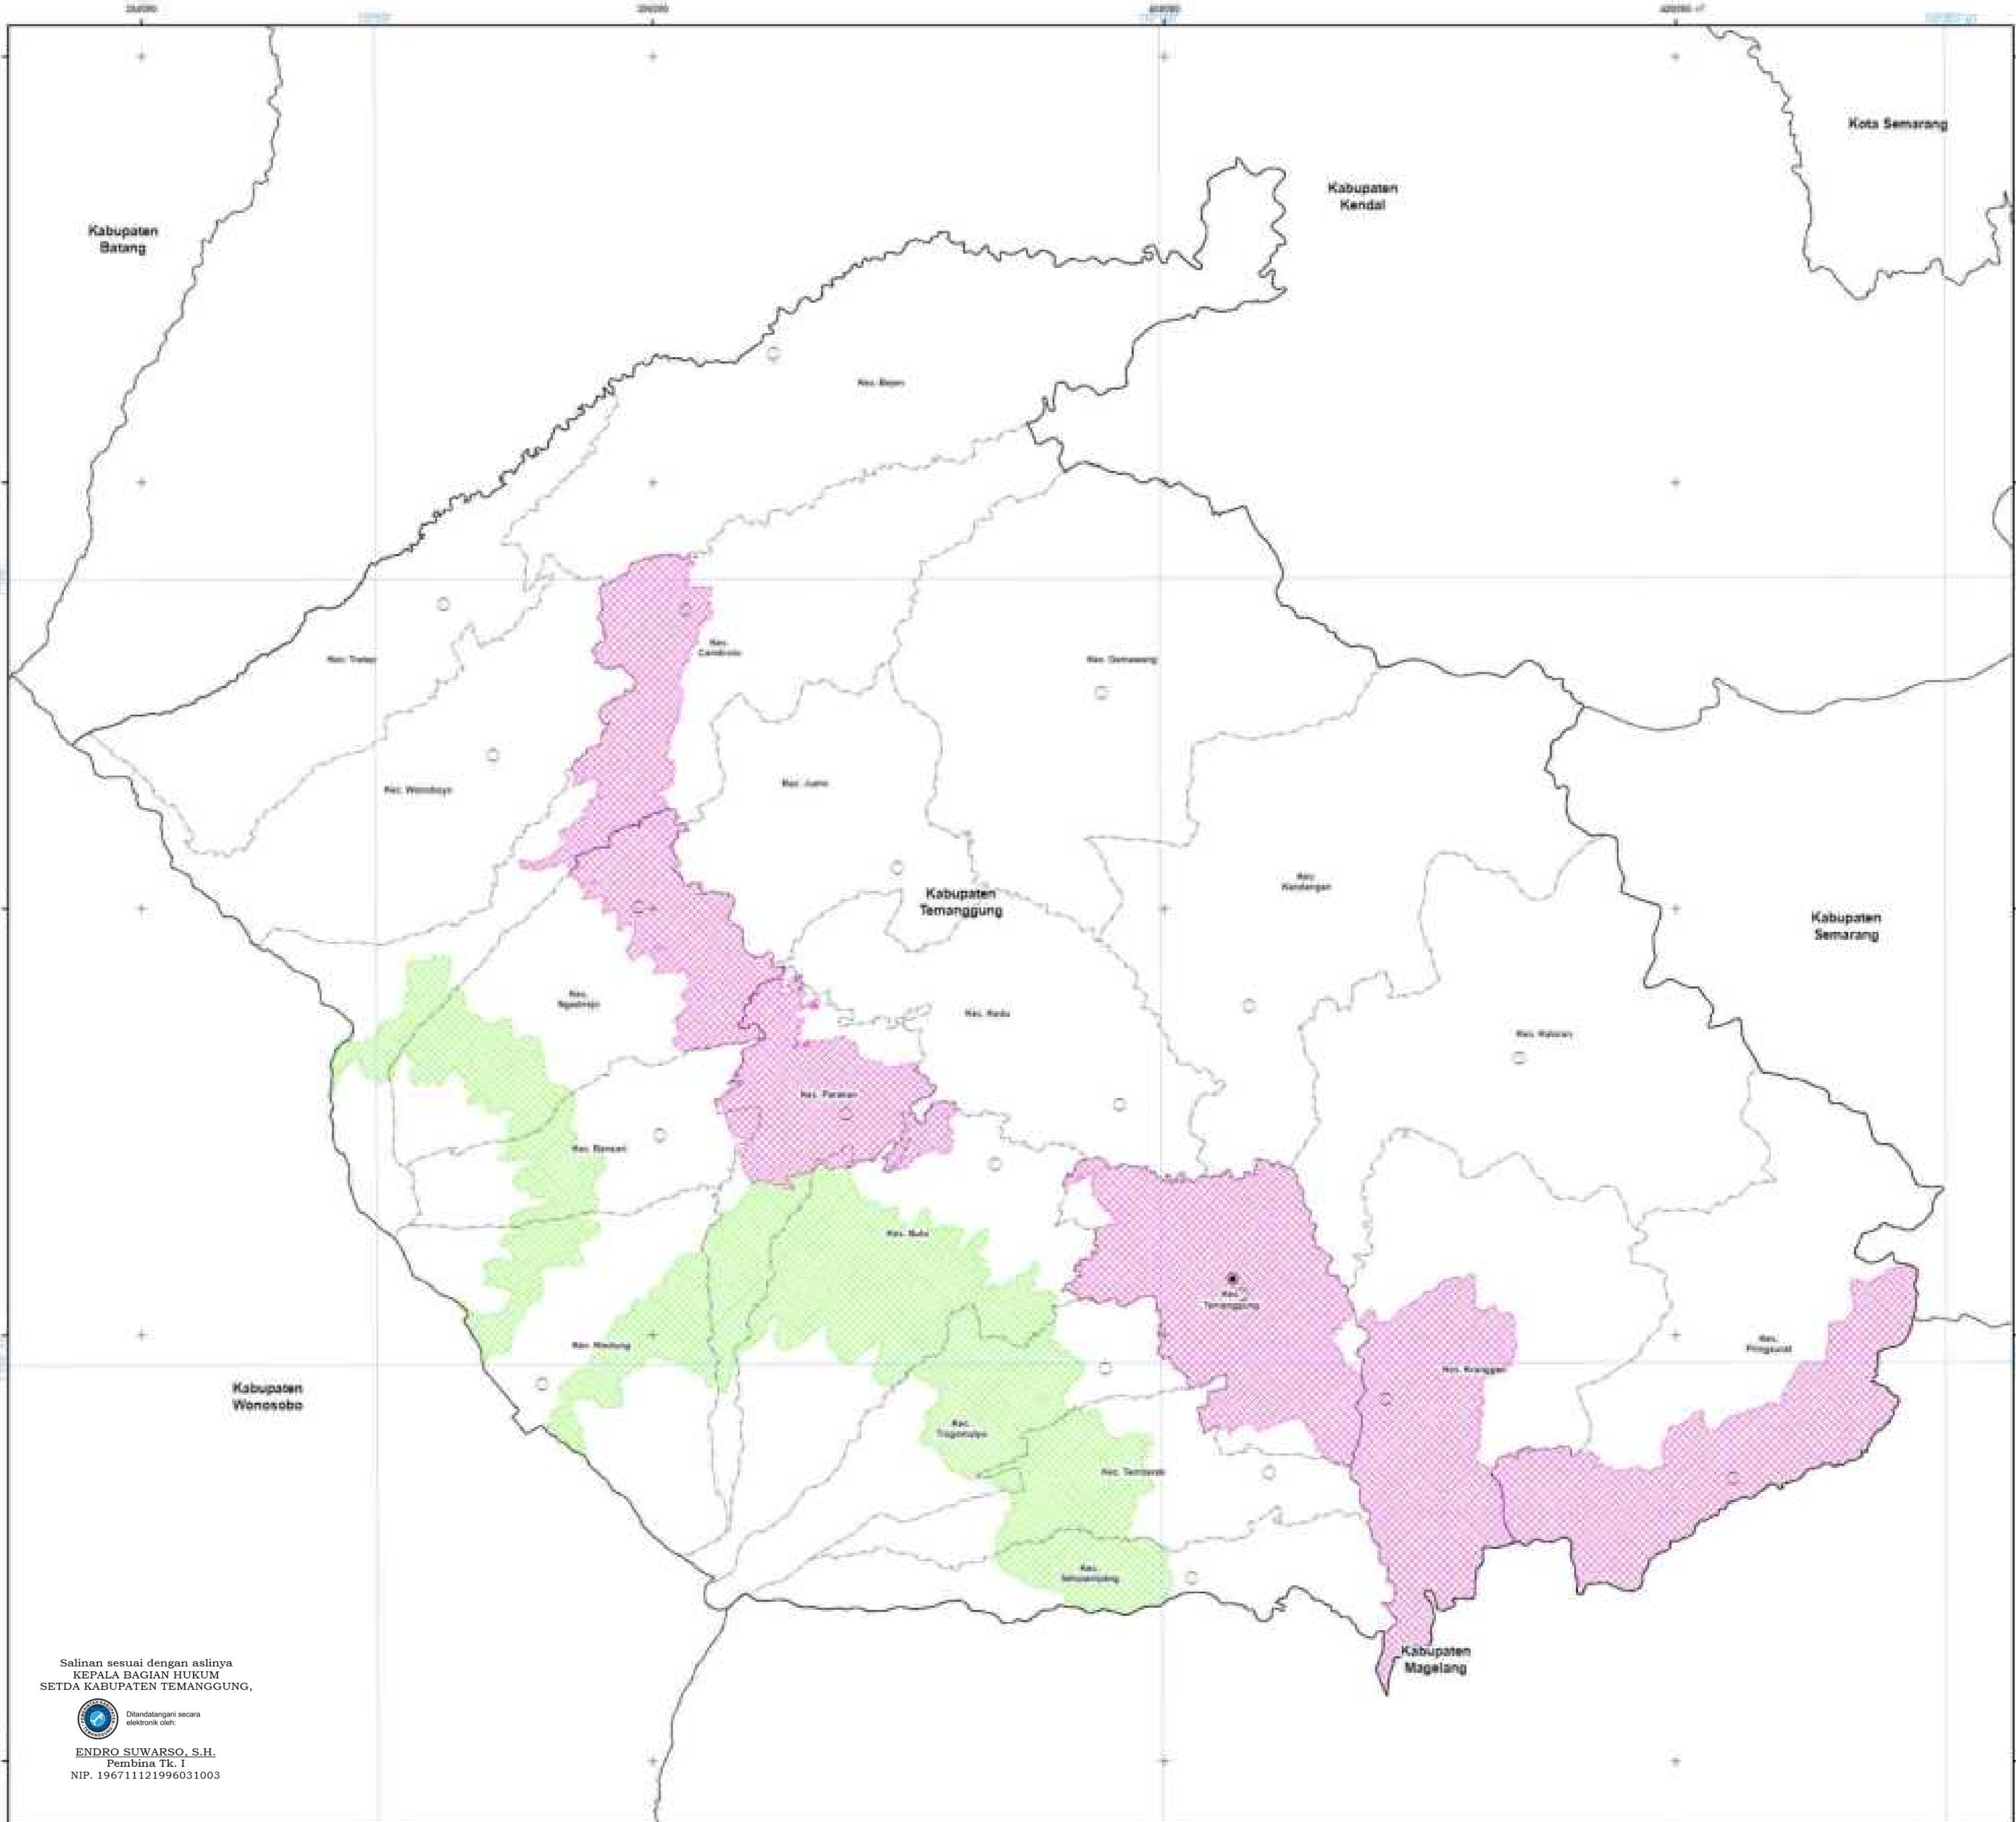 Kota Semarang
Kabupaten
Kendal
Kabupaten
Batang
Kec. Bejen
Kec.
Candiroto
Kec. Tretep
Kec. Gemawang
Kec. Wonoboyo
Kec. Jumo
Kec.
Kandangan
Kabupaten
Temanggung
Kabupaten
Semarang
Kec.
Ngadirejo
Kec. Kedu
Kec. Kaloran
Kec. Parakan
Kec. Bansari
Kec. Bulu
Kec.
Temanggung
Kec. Kledung
Kec.
Pringsurat
Kec. Kranggan
Kabupaten
Wonosobo
Kec.
Tlogomulyo
Kec. Tembarak
Kec.
Selopampang
Kabupaten
Magelang
Salinan sesuai dengan aslinya
KEPALA BAGIAN HUKUM
SETDA KABUPATEN TEMANGGUNG,
Ditandatangani secara
elektronik oleh:
ENDRO SUWARSO, S.H.
Pembina Tk. I
NIP. 196711121996031003